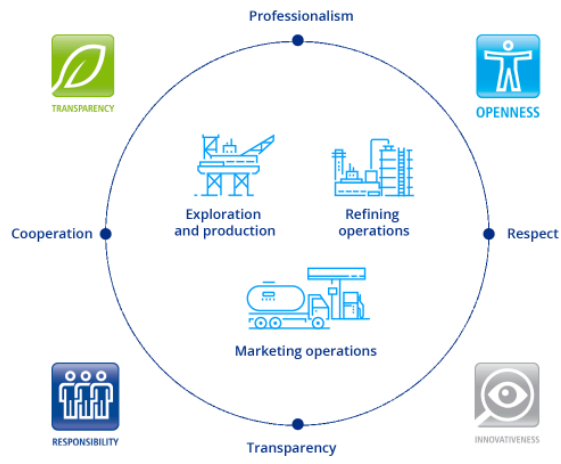 Professionalism
TRANSPARENCY
OPENNESS
Exploration
and production
Refining
operations
Cooperation
Respect
Marketing operations
RESPONSIBILITY
INNOVATIVENESS
Transparency